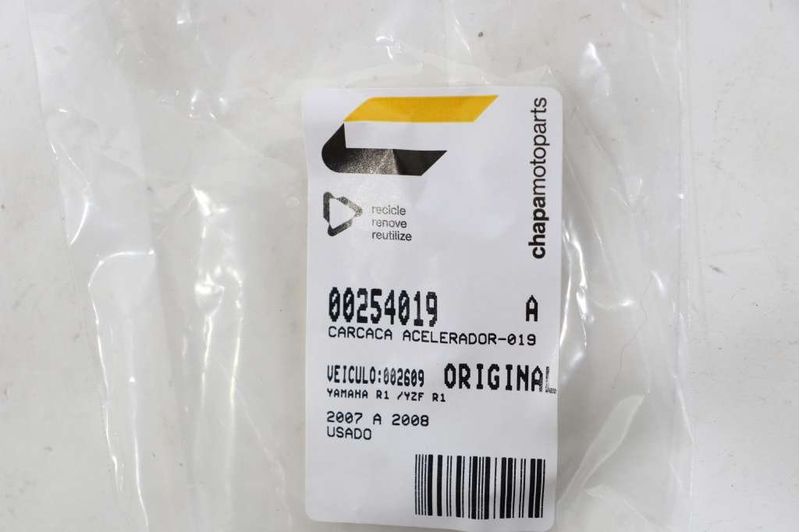 chapamotoparts
recicle
renove
reutilize
00254019 A
CARCACA ACELERADOR-019
VEICULO:002609 ORIGINAL
YAMAHA R1 /YZF R1
2007 A 2008
USADO